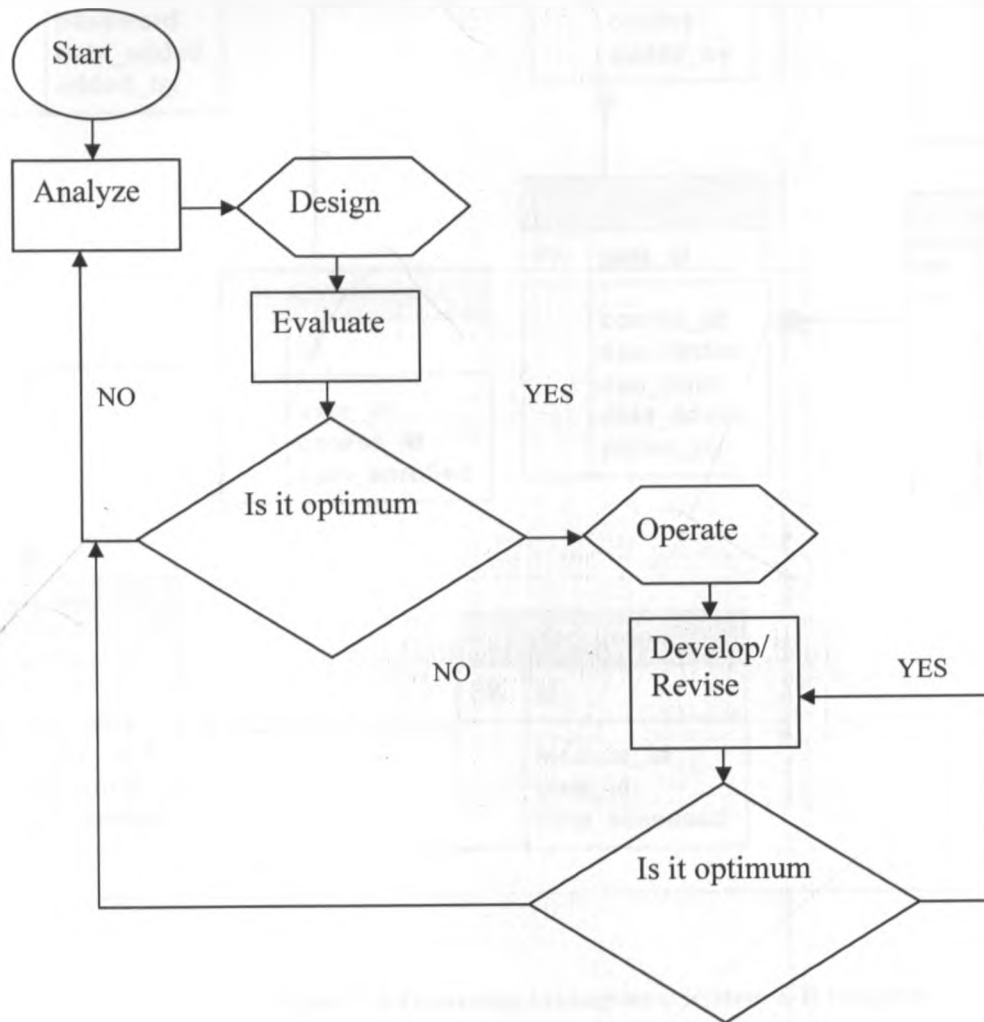 Start
Analyze
Design
Evaluate
NO
YES
Is it optimum
Operate
NO
Develop/
Revise
YES
Is it optimum